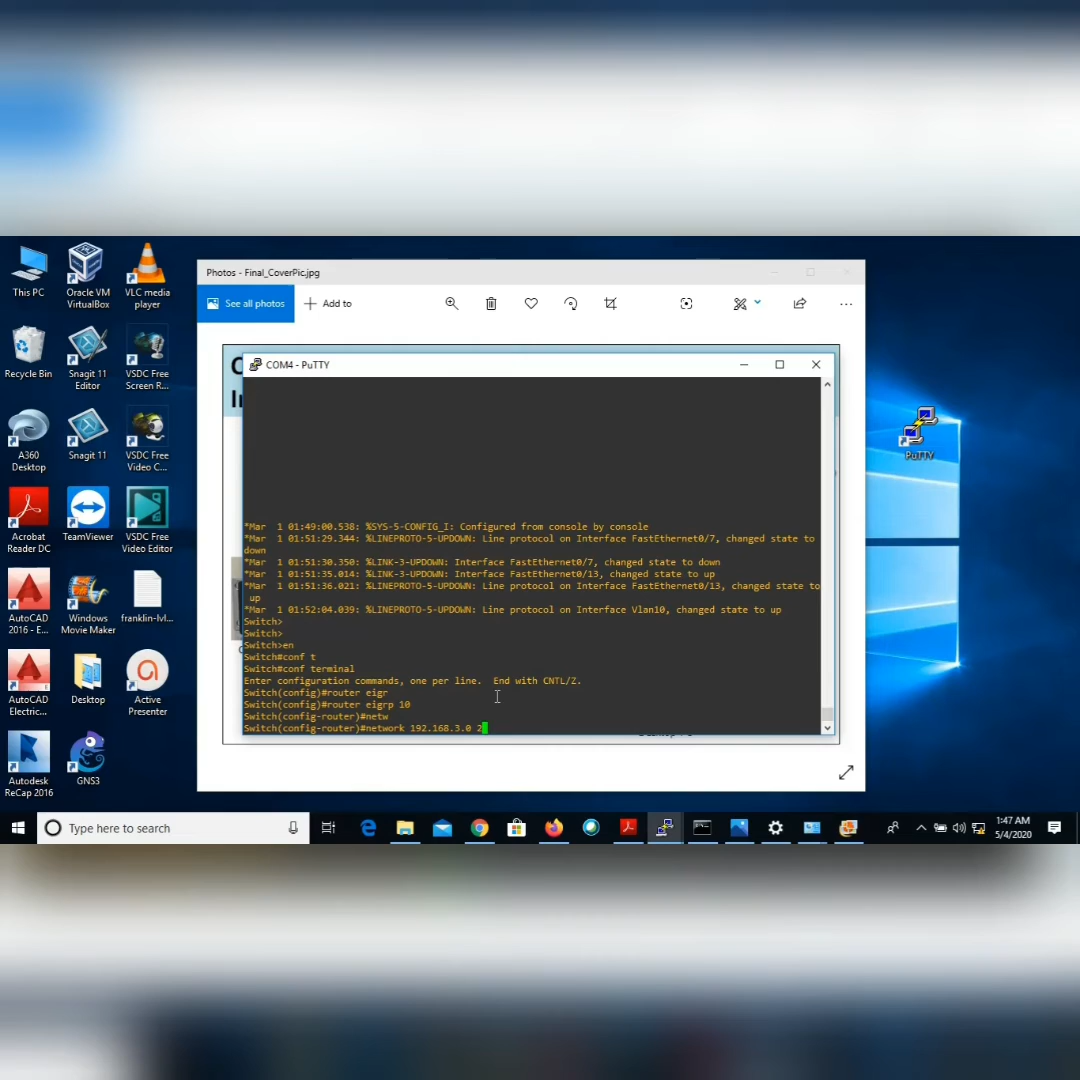 This PC
Oracle VM
VirtualBox
VLC media
player
Recycle Bin
Snagit 11
Editor
VSDC Free
Screen R...
A360
Desktop
Snagit 11
VSDC Free
Video C...
Acrobat
Reader DC
TeamViewer
VSDC Free
Video Editor
AutoCAD
2016 - E...
Windows
Movie Maker
franklin-lvl...
AutoCAD
Electric...
Desktop
Active
Presenter
Autodesk
ReCap 2016
GNS3
Photos - Final_CoverPic.jpg
See all photos
Add to
COM4 - PuTTY
*Mar  1 01:49:00.538: %SYS-5-CONFIG_I: Configured from console by console
*Mar  1 01:51:29.344: %LINEPROTO-5-UPDOWN: Line protocol on Interface FastEthernet0/7, changed state to
down
*Mar  1 01:51:30.350: %LINK-3-UPDOWN: Interface FastEthernet0/7, changed state to down
*Mar  1 01:51:35.014: %LINK-3-UPDOWN: Interface FastEthernet0/13, changed state to up
*Mar  1 01:51:36.021: %LINEPROTO-5-UPDOWN: Line protocol on Interface FastEthernet0/13, changed state to
up
*Mar  1 01:52:04.039: %LINEPROTO-5-UPDOWN: Line protocol on Interface Vlan10, changed state to up
Switch>
Switch>
Switch>en
Switch#conf t
Switch#conf terminal
Enter configuration commands, one per line.  End with CNTL/Z.
Switch(config)#router eigr
Switch(config)#router eigrp 10
Switch(config-router)#netw
Switch(config-router)#network 192.168.3.0 2
PuTTY
Type here to search
1:47 AM
5/4/2020